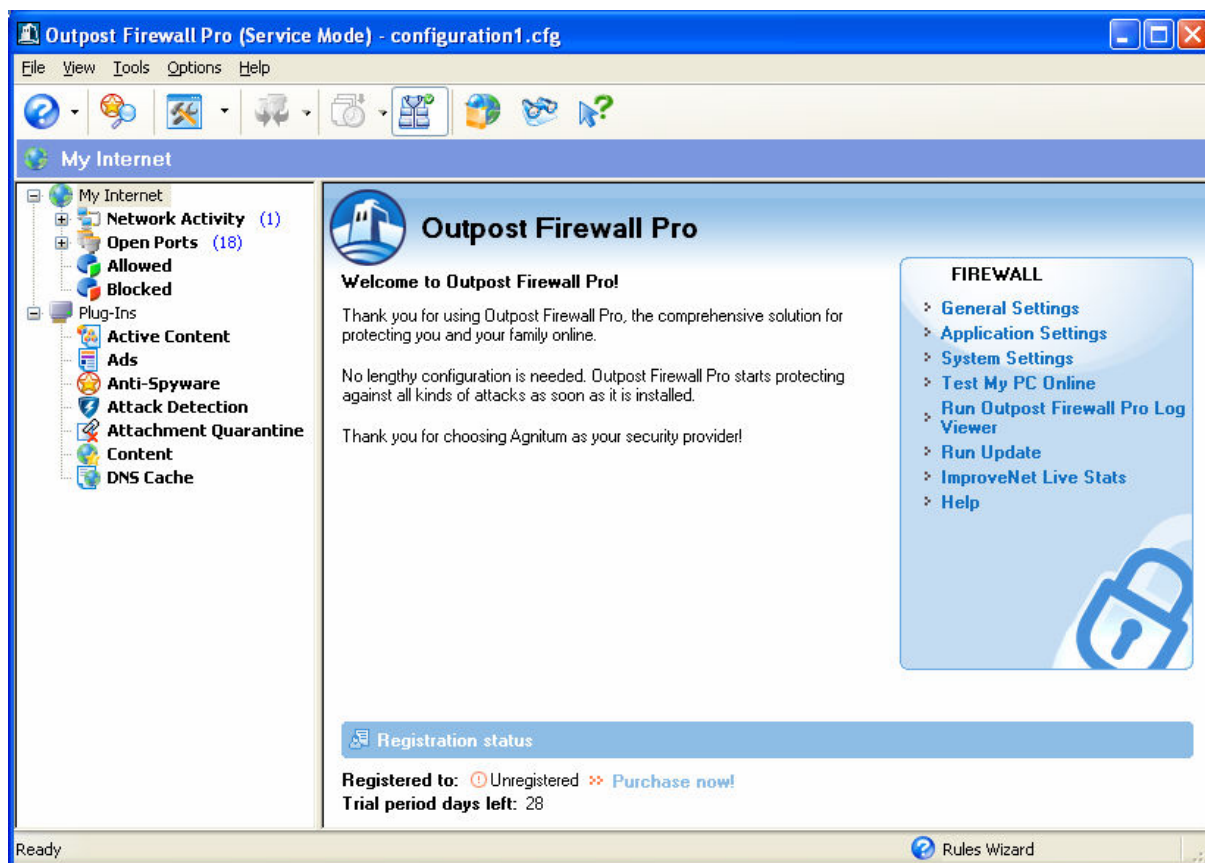 Outpost Firewall Pro (Service Mode) - configuration1.cfg
File View Tools Options Help
My Internet
My Internet
Network Activity (1)
Open Ports (18)
Allowed
Blocked
Plug-Ins
Active Content
Ads
Anti-Spyware
Attack Detection
Attachment Quarantine
Content
DNS Cache
Outpost Firewall Pro
Welcome to Outpost Firewall Pro!
Thank you for using Outpost Firewall Pro, the comprehensive solution for
protecting you and your family online.
No lengthy configuration is needed. Outpost Firewall Pro starts protecting
against all kinds of attacks as soon as it is installed.
Thank you for choosing Agnitum as your security provider!
FIREWALL
General Settings
Application Settings
System Settings
Test My PC Online
Run Outpost Firewall Pro Log
Viewer
Run Update
ImproveNet Live Stats
Help
Registration status
Registered to: Unregistered >> Purchase now!
Trial period days left: 28
Ready
Rules Wizard